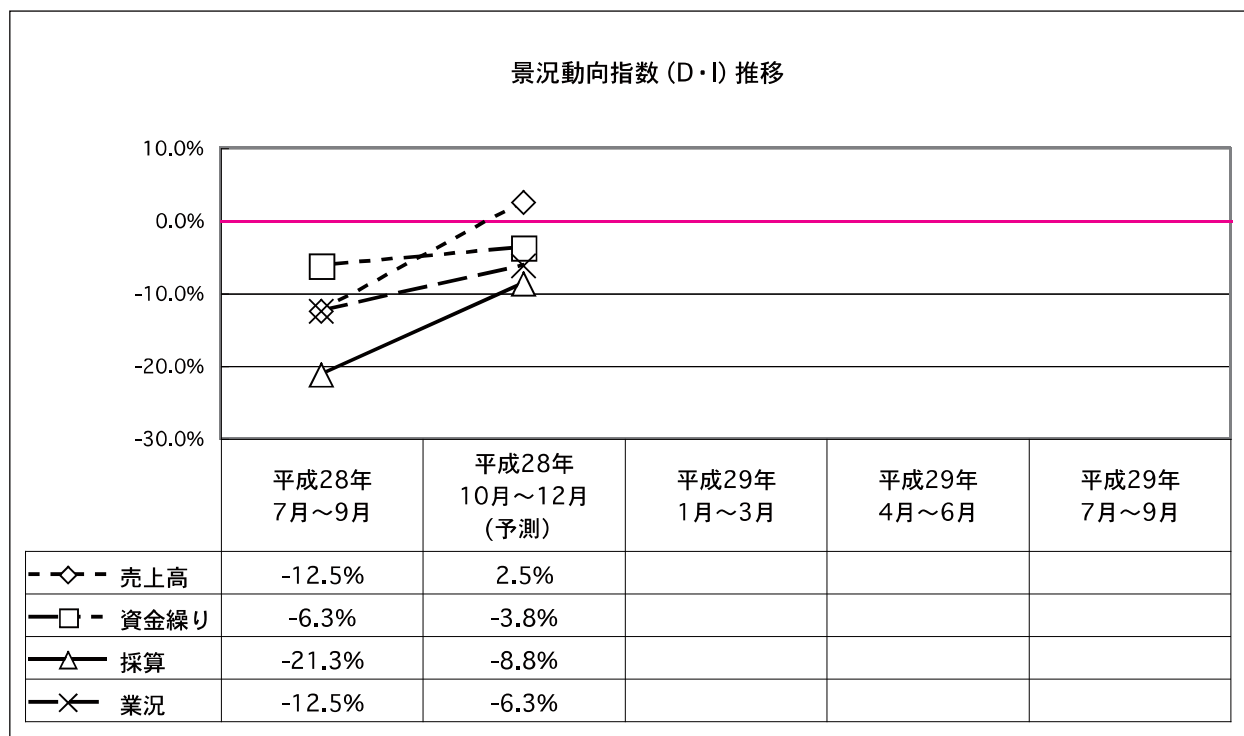 景況動向指数 (D・I) 推移
10.0%
0.0%
-10.0%
-20.0%
-30.0%
平成28年
7月～9月
平成28年
10月～12月
(予測)
平成29年
1月～3月
平成29年
4月～6月
平成29年
7月～9月
売上高 -12.5% 2.5%
資金繰り -6.3% -3.8%
採算 -21.3% -8.8%
業況 -12.5% -6.3%